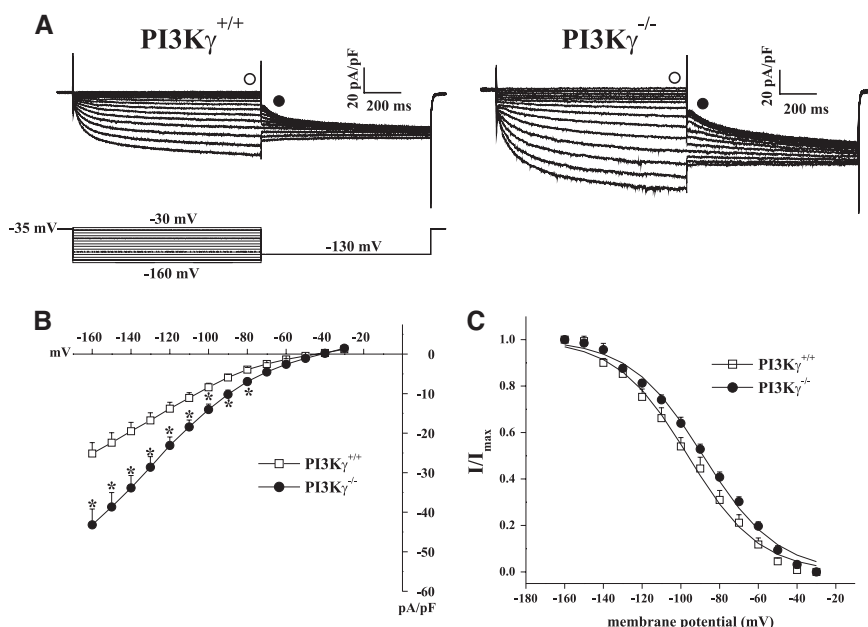 A
PI3Kγ+/+
PI3Kγ-/-
20 pA/pF
200 ms
20 pA/pF
200 ms
-35 mV
-30 mV
-130 mV
-160 mV
B
mV
-160 -140 -120 -100 -80 -60 -40 -20
0
-10
-20
-30
-40
-50
-60
pA/pF
* * * * * * * * *
PI3Kγ+/+
PI3Kγ-/-
C
1.0
0.8
0.6
0.4
0.2
0.0
I/Imax
PI3Kγ+/+
PI3Kγ-/-
-180 -160 -140 -120 -100 -80 -60 -40 -20
membrane potential (mV)